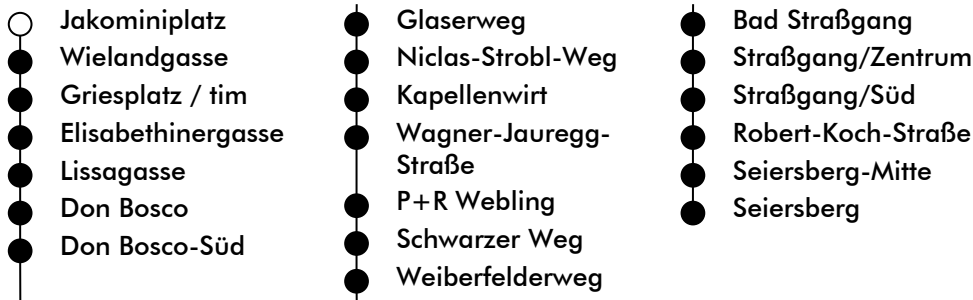 Jakominiplatz
Wielandgasse
Griesplatz / tim
Elisabethinergasse
Lissagasse
Don Bosco
Don Bosco-Süd
Glaserweg
Niclas-Strobl-Weg
Kapellenwirt
Wagner-Jauregg-
Straße
P+R Webling
Schwarzer Weg
Weiberfelderweg
Bad Straßgang
Straßgang/Zentrum
Straßgang/Süd
Robert-Koch-Straße
Seiersberg-Mitte
Seiersberg